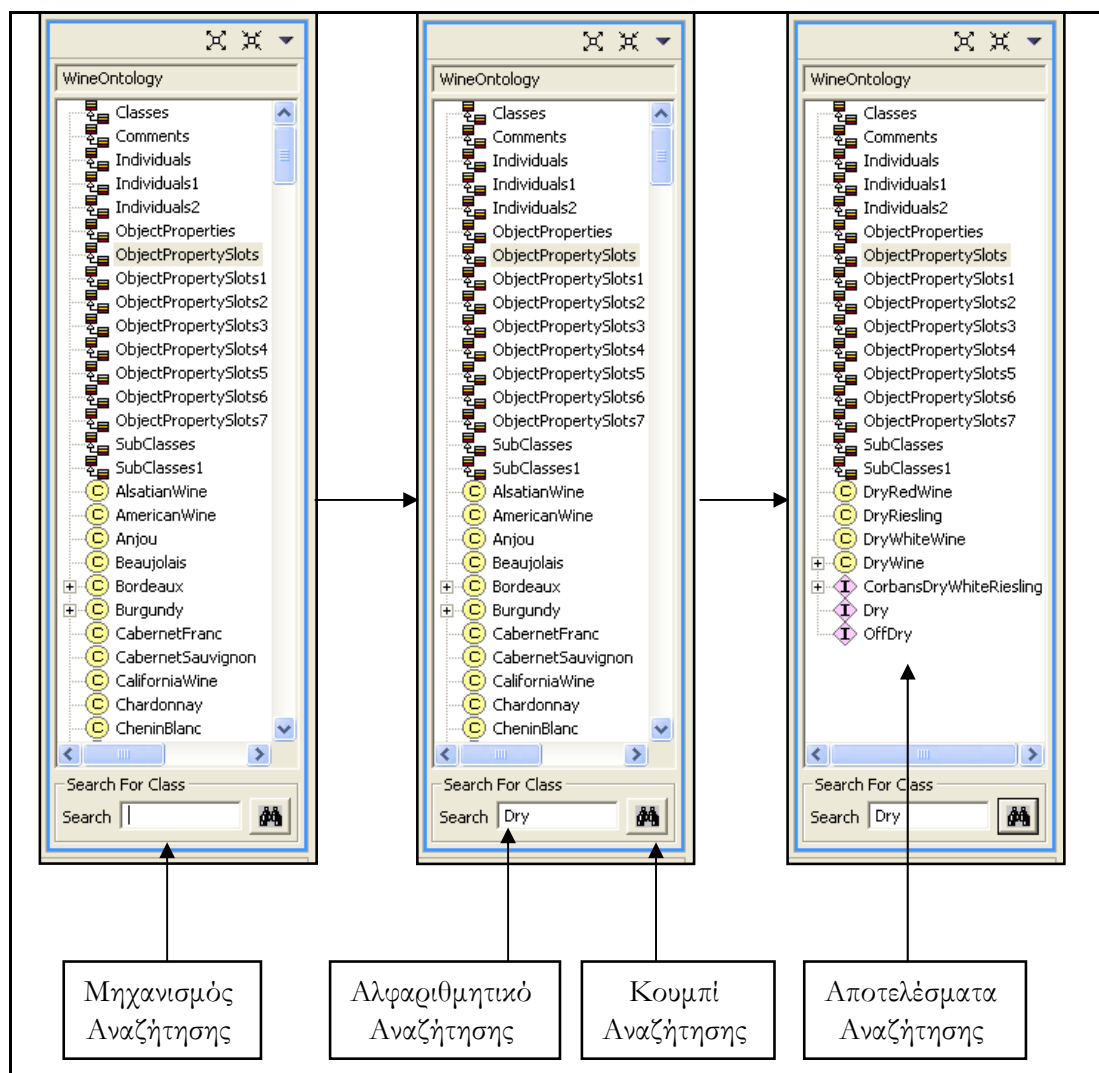 WineOntology
Classes
Comments
Individuals
Individuals1
Individuals2
ObjectProperties
ObjectPropertySlots
ObjectPropertySlots1
ObjectPropertySlots2
ObjectPropertySlots3
ObjectPropertySlots4
ObjectPropertySlots5
ObjectPropertySlots6
ObjectPropertySlots7
SubClasses
SubClasses1
C AlsatianWine
C AmericanWine
C Anjou
C Beaujolais
C Bordeaux
C Burgundy
C CabernetFranc
C CabernetSauvignon
C CaliforniaWine
C Chardonnay
C CheninBlanc
Search For Class
Search
WineOntology
Classes
Comments
Individuals
Individuals1
Individuals2
ObjectProperties
ObjectPropertySlots
ObjectPropertySlots1
ObjectPropertySlots2
ObjectPropertySlots3
ObjectPropertySlots4
ObjectPropertySlots5
ObjectPropertySlots6
ObjectPropertySlots7
SubClasses
SubClasses1
C AlsatianWine
C AmericanWine
C Anjou
C Beaujolais
C Bordeaux
C Burgundy
C CabernetFranc
C CabernetSauvignon
C CaliforniaWine
C Chardonnay
C CheninBlanc
Search For Class
Search Dry
WineOntology
Classes
Comments
Individuals
Individuals1
Individuals2
ObjectProperties
ObjectPropertySlots
ObjectPropertySlots1
ObjectPropertySlots2
ObjectPropertySlots3
ObjectPropertySlots4
ObjectPropertySlots5
ObjectPropertySlots6
ObjectPropertySlots7
SubClasses
SubClasses1
C DryRedWine
C DryRiesling
C DryWhiteWine
C DryWine
I CorbansDryWhiteRiesling
I Dry
I OffDry
Search For Class
Search Dry
Μηχανισμός
Αναζήτησης
Αλφαριθμητικό
Αναζήτησης
Κουμπί
Αναζήτησης
Αποτελέσματα
Αναζήτησης